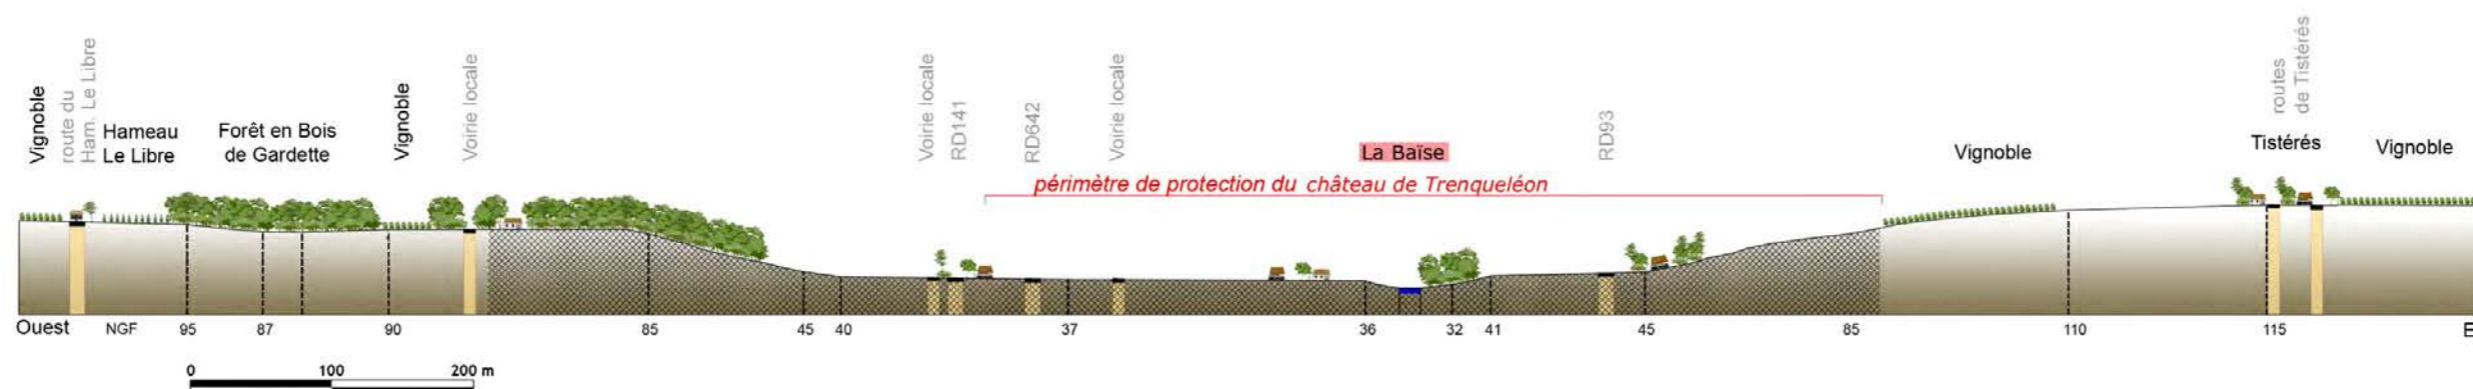 Vignoble
route du
Ham. Le Libre
Hameau
Le Libre
Forêt en Bois
de Gardette
Vignoble
Voirie locale
Voirie locale
RD141
RD642
Voirie locale
La Baïse
périmètre de protection du château de Trenqueléon
RD93
Vignoble
routes
de Tistérés
Tistérés
Vignoble
Ouest NGF 95 87 90 85 45 40 37 36 32 41 45 85 110 115 E
0 100 200 m